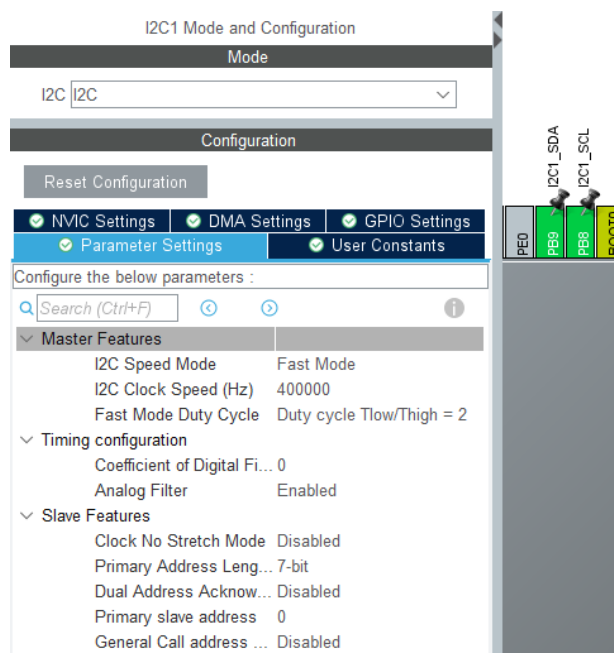 I2C1 Mode and Configuration
Mode
I2C I2C
Configuration
Reset Configuration
NVIC Settings DMA Settings GPIO Settings
Parameter Settings User Constants
Configure the below parameters :
Search (Ctrl+F)
Master Features
I2C Speed Mode Fast Mode
I2C Clock Speed (Hz) 400000
Fast Mode Duty Cycle Duty cycle Tlow/Thigh = 2
Timing configuration
Coefficient of Digital Fi... 0
Analog Filter Enabled
Slave Features
Clock No Stretch Mode Disabled
Primary Address Leng... 7-bit
Dual Address Acknow... Disabled
Primary slave address 0
General Call address ... Disabled
I2C1_SDA
I2C1_SCL
PE0
PB9
PB8
BOOT0